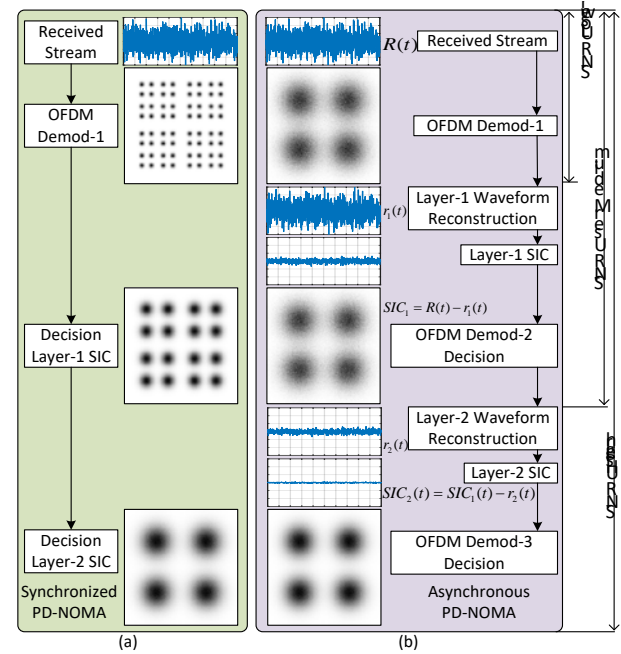 Received
Stream
OFDM
Demod-1
Decision
Layer-1 SIC
Decision
Layer-2 SIC
Synchronized
PD-NOMA
(a)
R(t)
Received Stream
OFDM Demod-1
Layer-1 Waveform
Reconstruction
r₁(t)
Layer-1 SIC
SIC₁ = R(t) − r₁(t)
OFDM Demod-2
Decision
Layer-2 Waveform
Reconstruction
r₂(t)
Layer-2 SIC
SIC₂(t) = SIC₁(t) − r₂(t)
OFDM Demod-3
Decision
Asynchronous
PD-NOMA
(b)